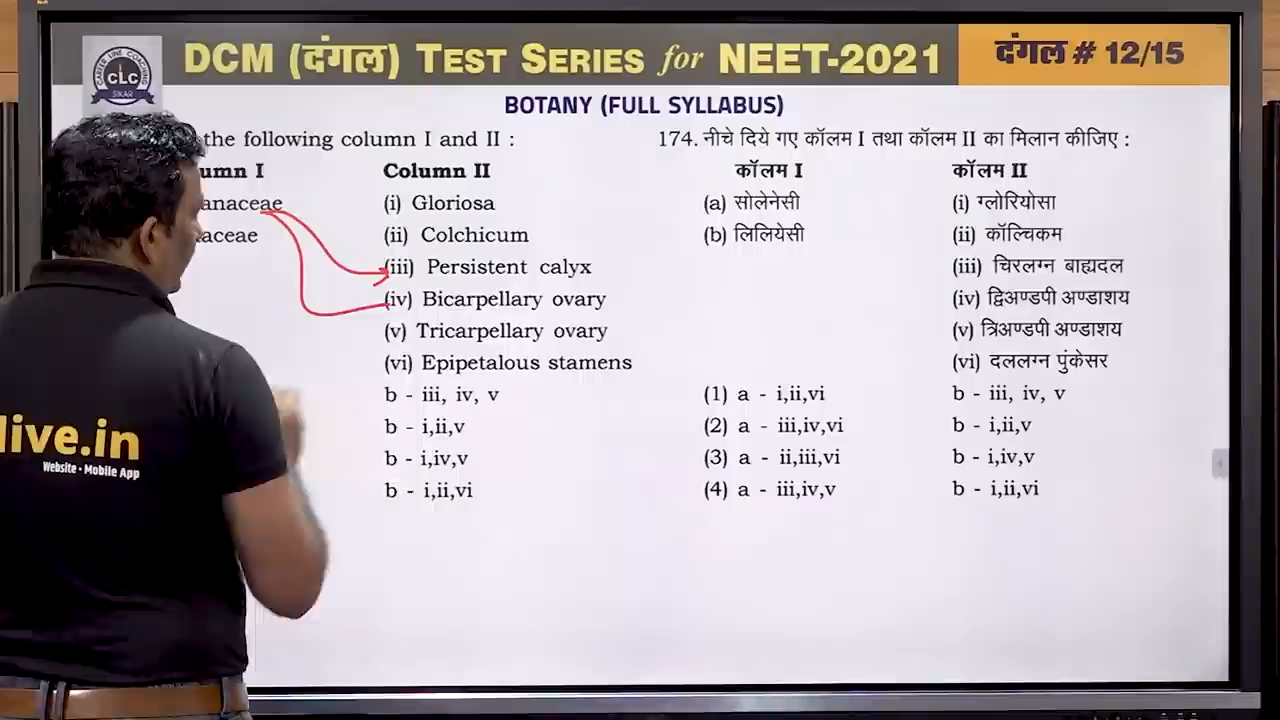 DCM (दंगल) TEST SERIES for NEET-2021
दंगल # 12/15
CAREER LINE COACHING
CLC
SIKAR
BOTANY (FULL SYLLABUS)
the following column I and II :
umn I Column II
anaceae (i) Gloriosa
aceae (ii) Colchicum
(iii) Persistent calyx
(iv) Bicarpellary ovary
(v) Tricarpellary ovary
(vi) Epipetalous stamens
b - iii, iv, v
b - i,ii,v
b - i,iv,v
b - i,ii,vi
174. नीचे दिये गए कॉलम I तथा कॉलम II का मिलान कीजिए :
कॉलम I कॉलम II
(a) सोलेनेसी (i) ग्लोरियोसा
(b) लिलियेसी (ii) कॉल्चिकम
(iii) चिरलग्न बाह्यदल
(iv) द्विअण्डपी अण्डाशय
(v) त्रिअण्डपी अण्डाशय
(vi) दललग्न पुंकेसर
(1) a - i,ii,vi b - iii, iv, v
(2) a - iii,iv,vi b - i,ii,v
(3) a - ii,iii,vi b - i,iv,v
(4) a - iii,iv,v b - i,ii,vi
live.in
Website • Mobile App